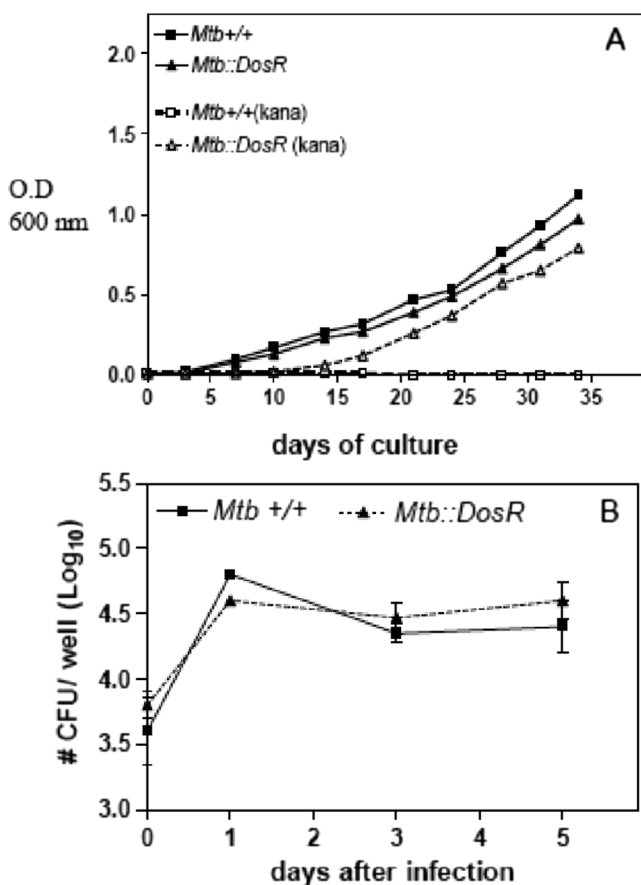 A
Mtb+/+
Mtb::DosR
Mtb+/+(kana)
Mtb::DosR (kana)
2.0
1.5
1.0
0.5
0.0
O.D
600 nm
0 5 10 15 20 25 30 35
days of culture
B
Mtb +/+ Mtb::DosR
5.5
5.0
4.5
4.0
3.5
3.0
# CFU/ well (Log10)
0 1 2 3 4 5
days after infection